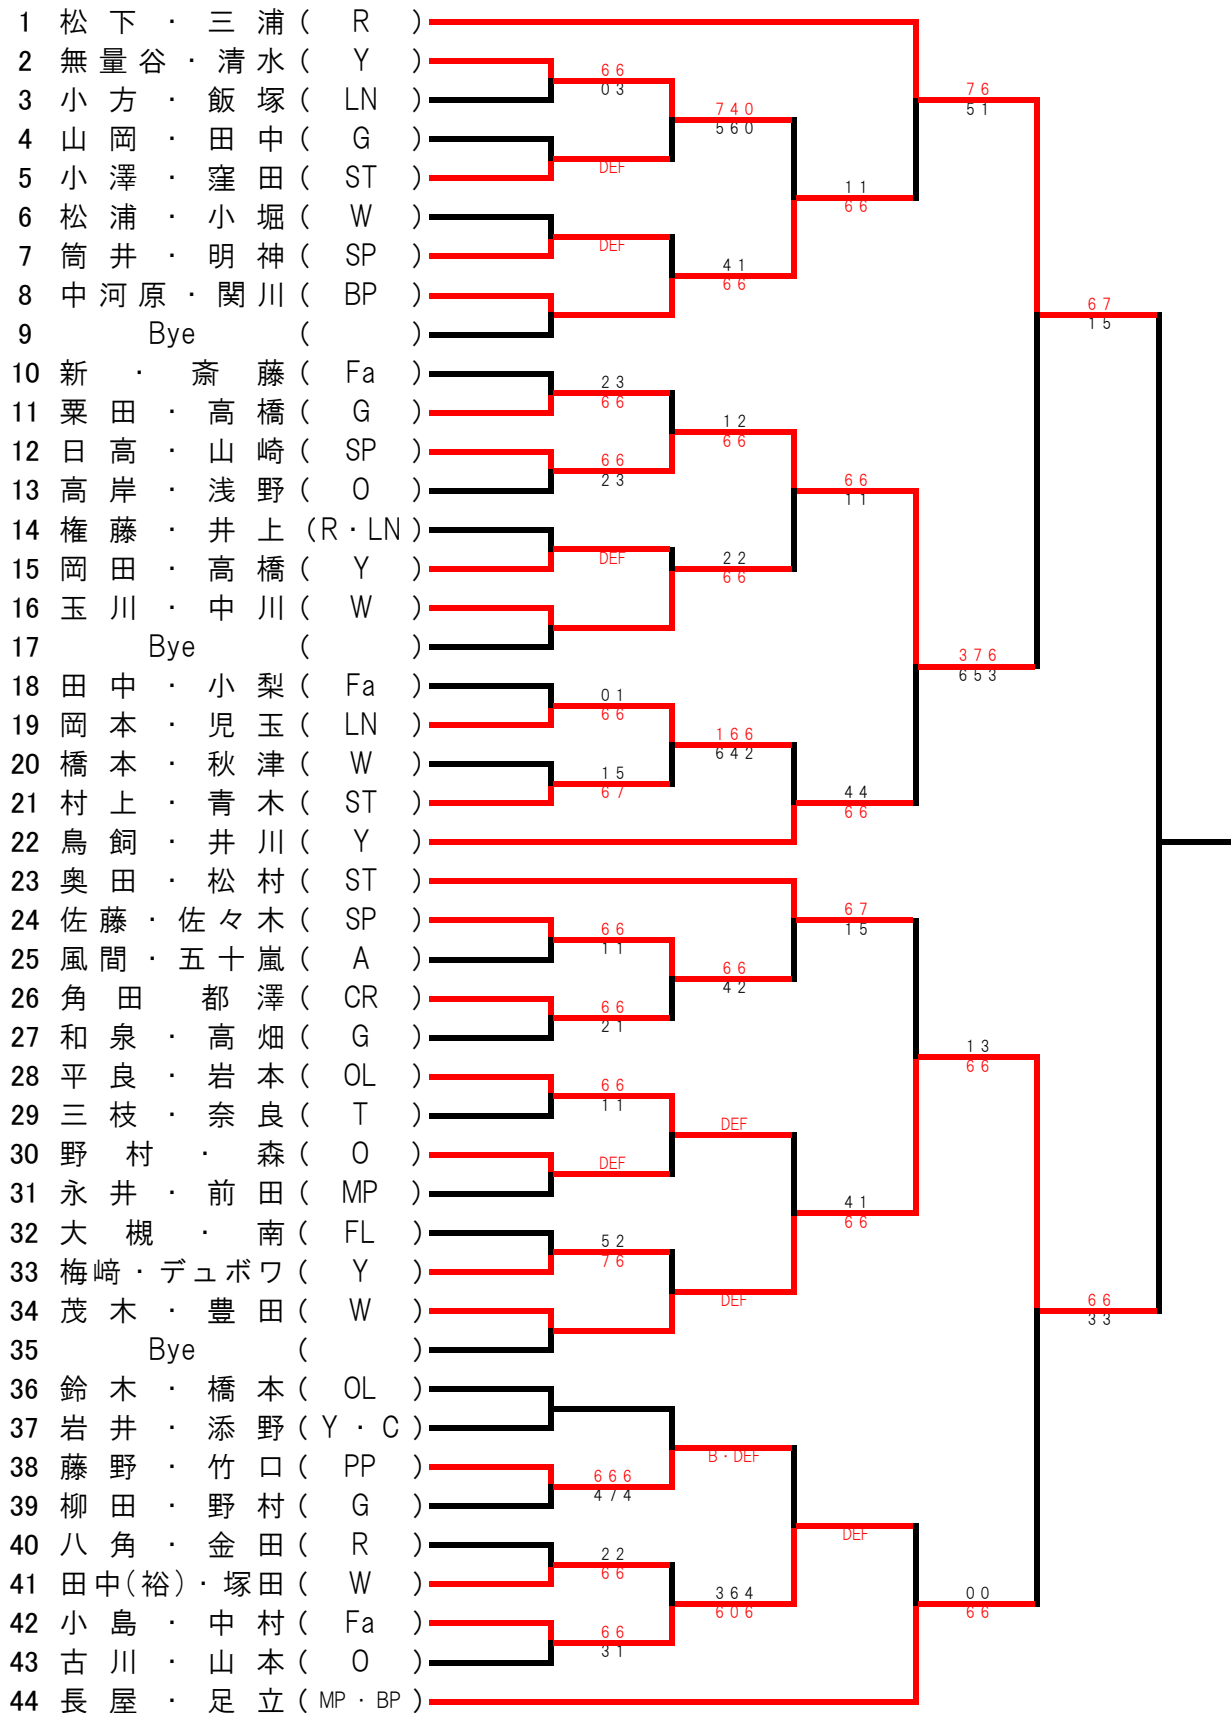 1 松下・三浦(R)
2 無量谷・清水(Y)
3 小方・飯塚(LN)
4 山岡・田中(G)
5 小澤・窪田(ST)
6 松浦・小堀(W)
7 筒井・明神(SP)
8 中河原・関川(BP)
9 Bye ( )
10 新・斎藤(Fa)
11 粟田・高橋(G)
12 日高・山崎(SP)
13 高岸・浅野(O)
14 権藤・井上(R・LN)
15 岡田・高橋(Y)
16 玉川・中川(W)
17 Bye ( )
18 田中・小梨(Fa)
19 岡本・児玉(LN)
20 橋本・秋津(W)
21 村上・青木(ST)
22 鳥飼・井川(Y)
23 奥田・松村(ST)
24 佐藤・佐々木(SP)
25 風間・五十嵐(A)
26 角田 都澤(CR)
27 和泉・高畑(G)
28 平良・岩本(OL)
29 三枝・奈良(T)
30 野村・森(O)
31 永井・前田(MP)
32 大槻・南(FL)
33 梅﨑・デュボワ(Y)
34 茂木・豊田(W)
35 Bye ( )
36 鈴木・橋本(OL)
37 岩井・添野(Y・C)
38 藤野・竹口(PP)
39 柳田・野村(G)
40 八角・金田(R)
41 田中(裕)・塚田(W)
42 小島・中村(Fa)
43 古川・山本(O)
44 長屋・足立(MP・BP)
6 6
0 3
DEF
DEF
2 3
6 6
6 6
2 3
DEF
0 1
6 6
1 5
6 7
6 6
1 1
6 6
2 1
6 6
1 1
DEF
5 2
7 6
6 6 6
4 7 4
2 2
6 6
6 6
3 1
7 4 0
5 6 0
4 1
6 6
1 2
6 6
2 2
6 6
1 6 6
6 4 2
6 6
4 2
DEF
DEF
B・DEF
3 6 4
6 0 6
1 1
6 6
6 6
1 1
4 4
6 6
6 7
1 5
4 1
6 6
DEF
7 6
5 1
3 7 6
6 5 3
1 3
6 6
0 0
6 6
6 7
1 5
6 6
3 3